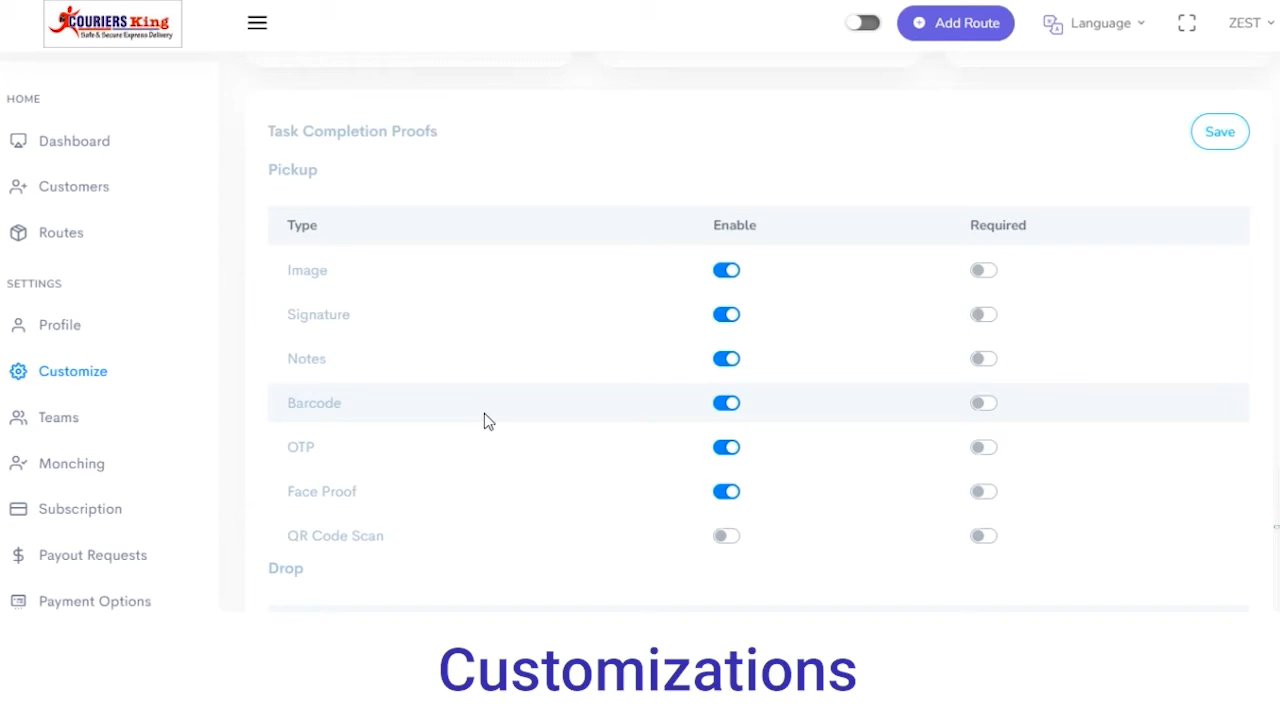 COURIERS King
Safe & Secure Express Delivery
Add Route
Language
ZEST
HOME
Dashboard
Customers
Routes
SETTINGS
Profile
Customize
Teams
Monching
Subscription
Payout Requests
Payment Options
Task Completion Proofs
Save
Pickup
Type Enable Required
Image
Signature
Notes
Barcode
OTP
Face Proof
QR Code Scan
Drop
Customizations